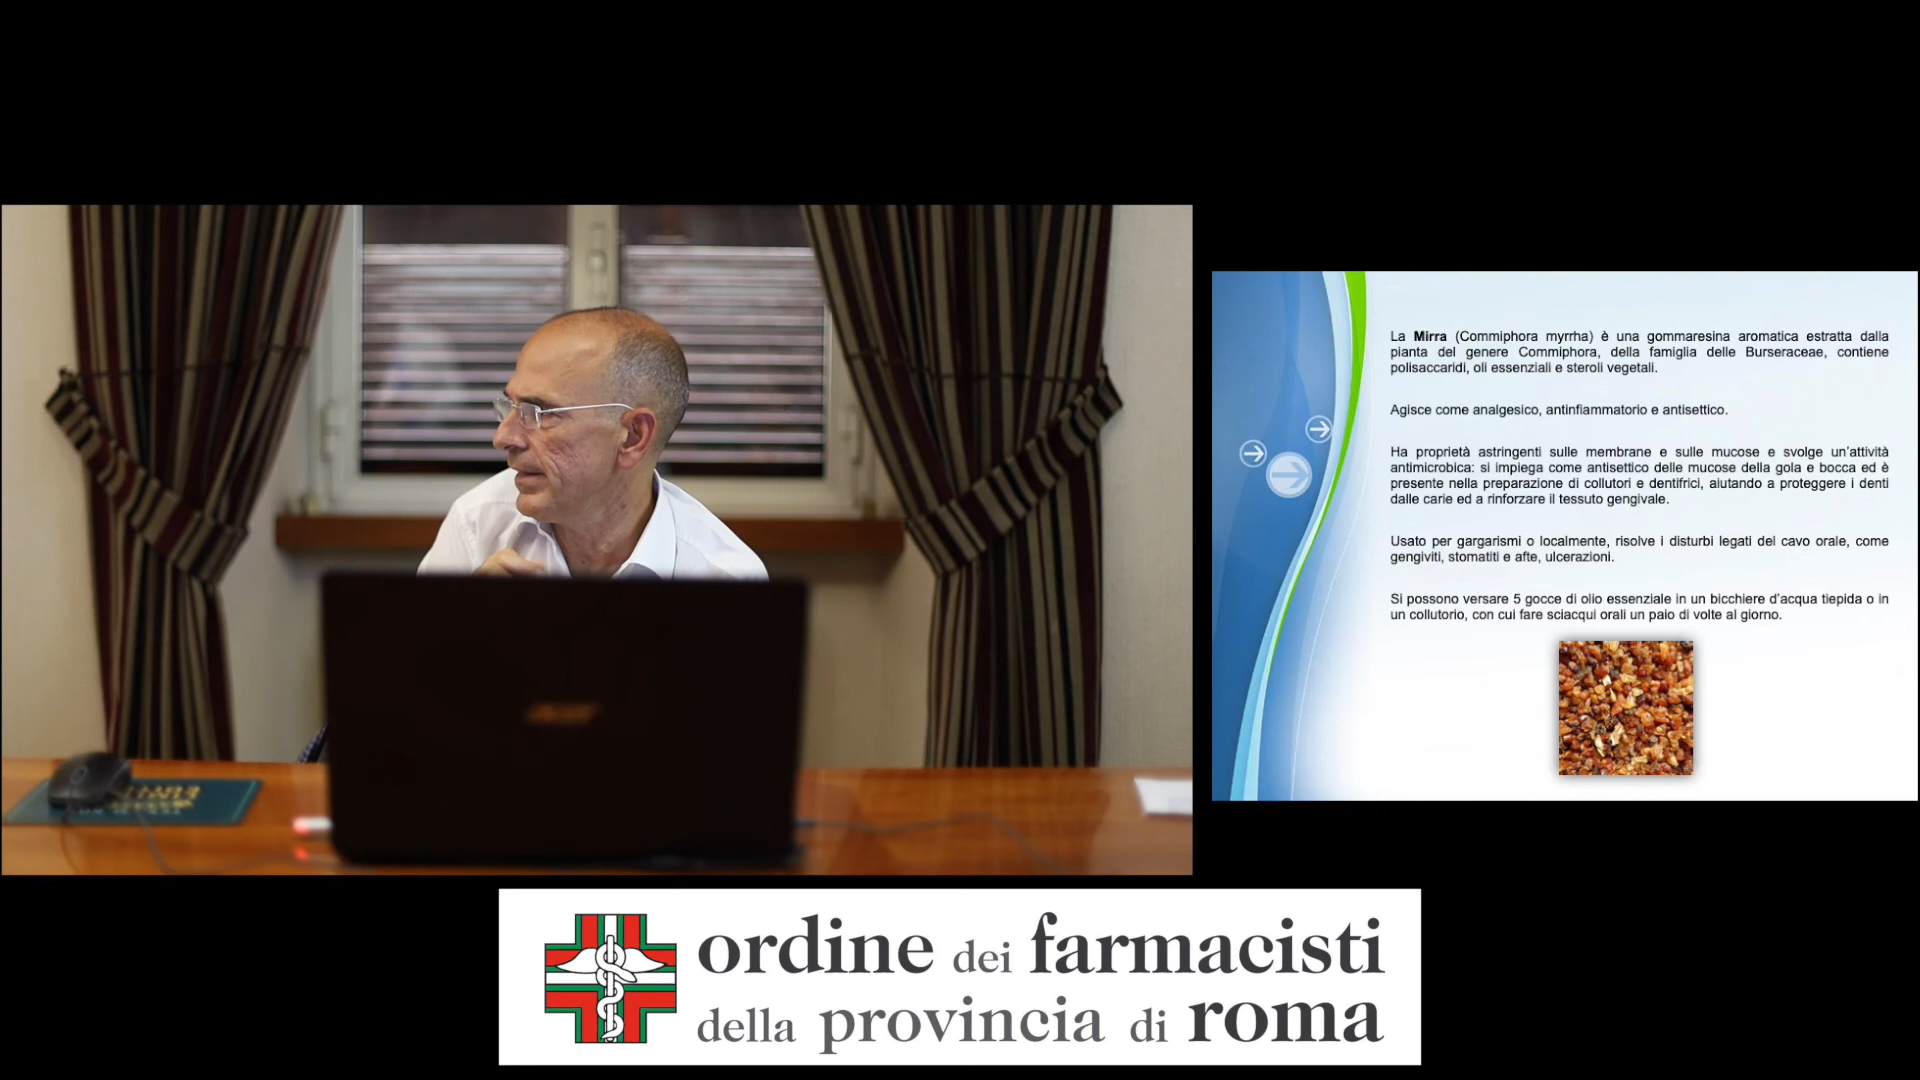 La Mirra (Commiphora myrrha) è una gommaresina aromatica estratta dalla
pianta del genere Commiphora, della famiglia delle Burseraceae, contiene
polisaccaridi, oli essenziali e steroli vegetali.
Agisce come analgesico, antinfiammatorio e antisettico.
Ha proprietà astringenti sulle membrane e sulle mucose e svolge un'attività
antimicrobica: si impiega come antisettico delle mucose della gola e bocca ed è
presente nella preparazione di collutori e dentifrici, aiutando a proteggere i denti
dalle carie ed a rinforzare il tessuto gengivale.
Usato per gargarismi o localmente, risolve i disturbi legati del cavo orale, come
gengiviti, stomatiti e afte, ulcerazioni.
Si possono versare 5 gocce di olio essenziale in un bicchiere d'acqua tiepida o in
un collutorio, con cui fare sciacqui orali un paio di volte al giorno.
acer
ordine dei farmacisti
della provincia di roma